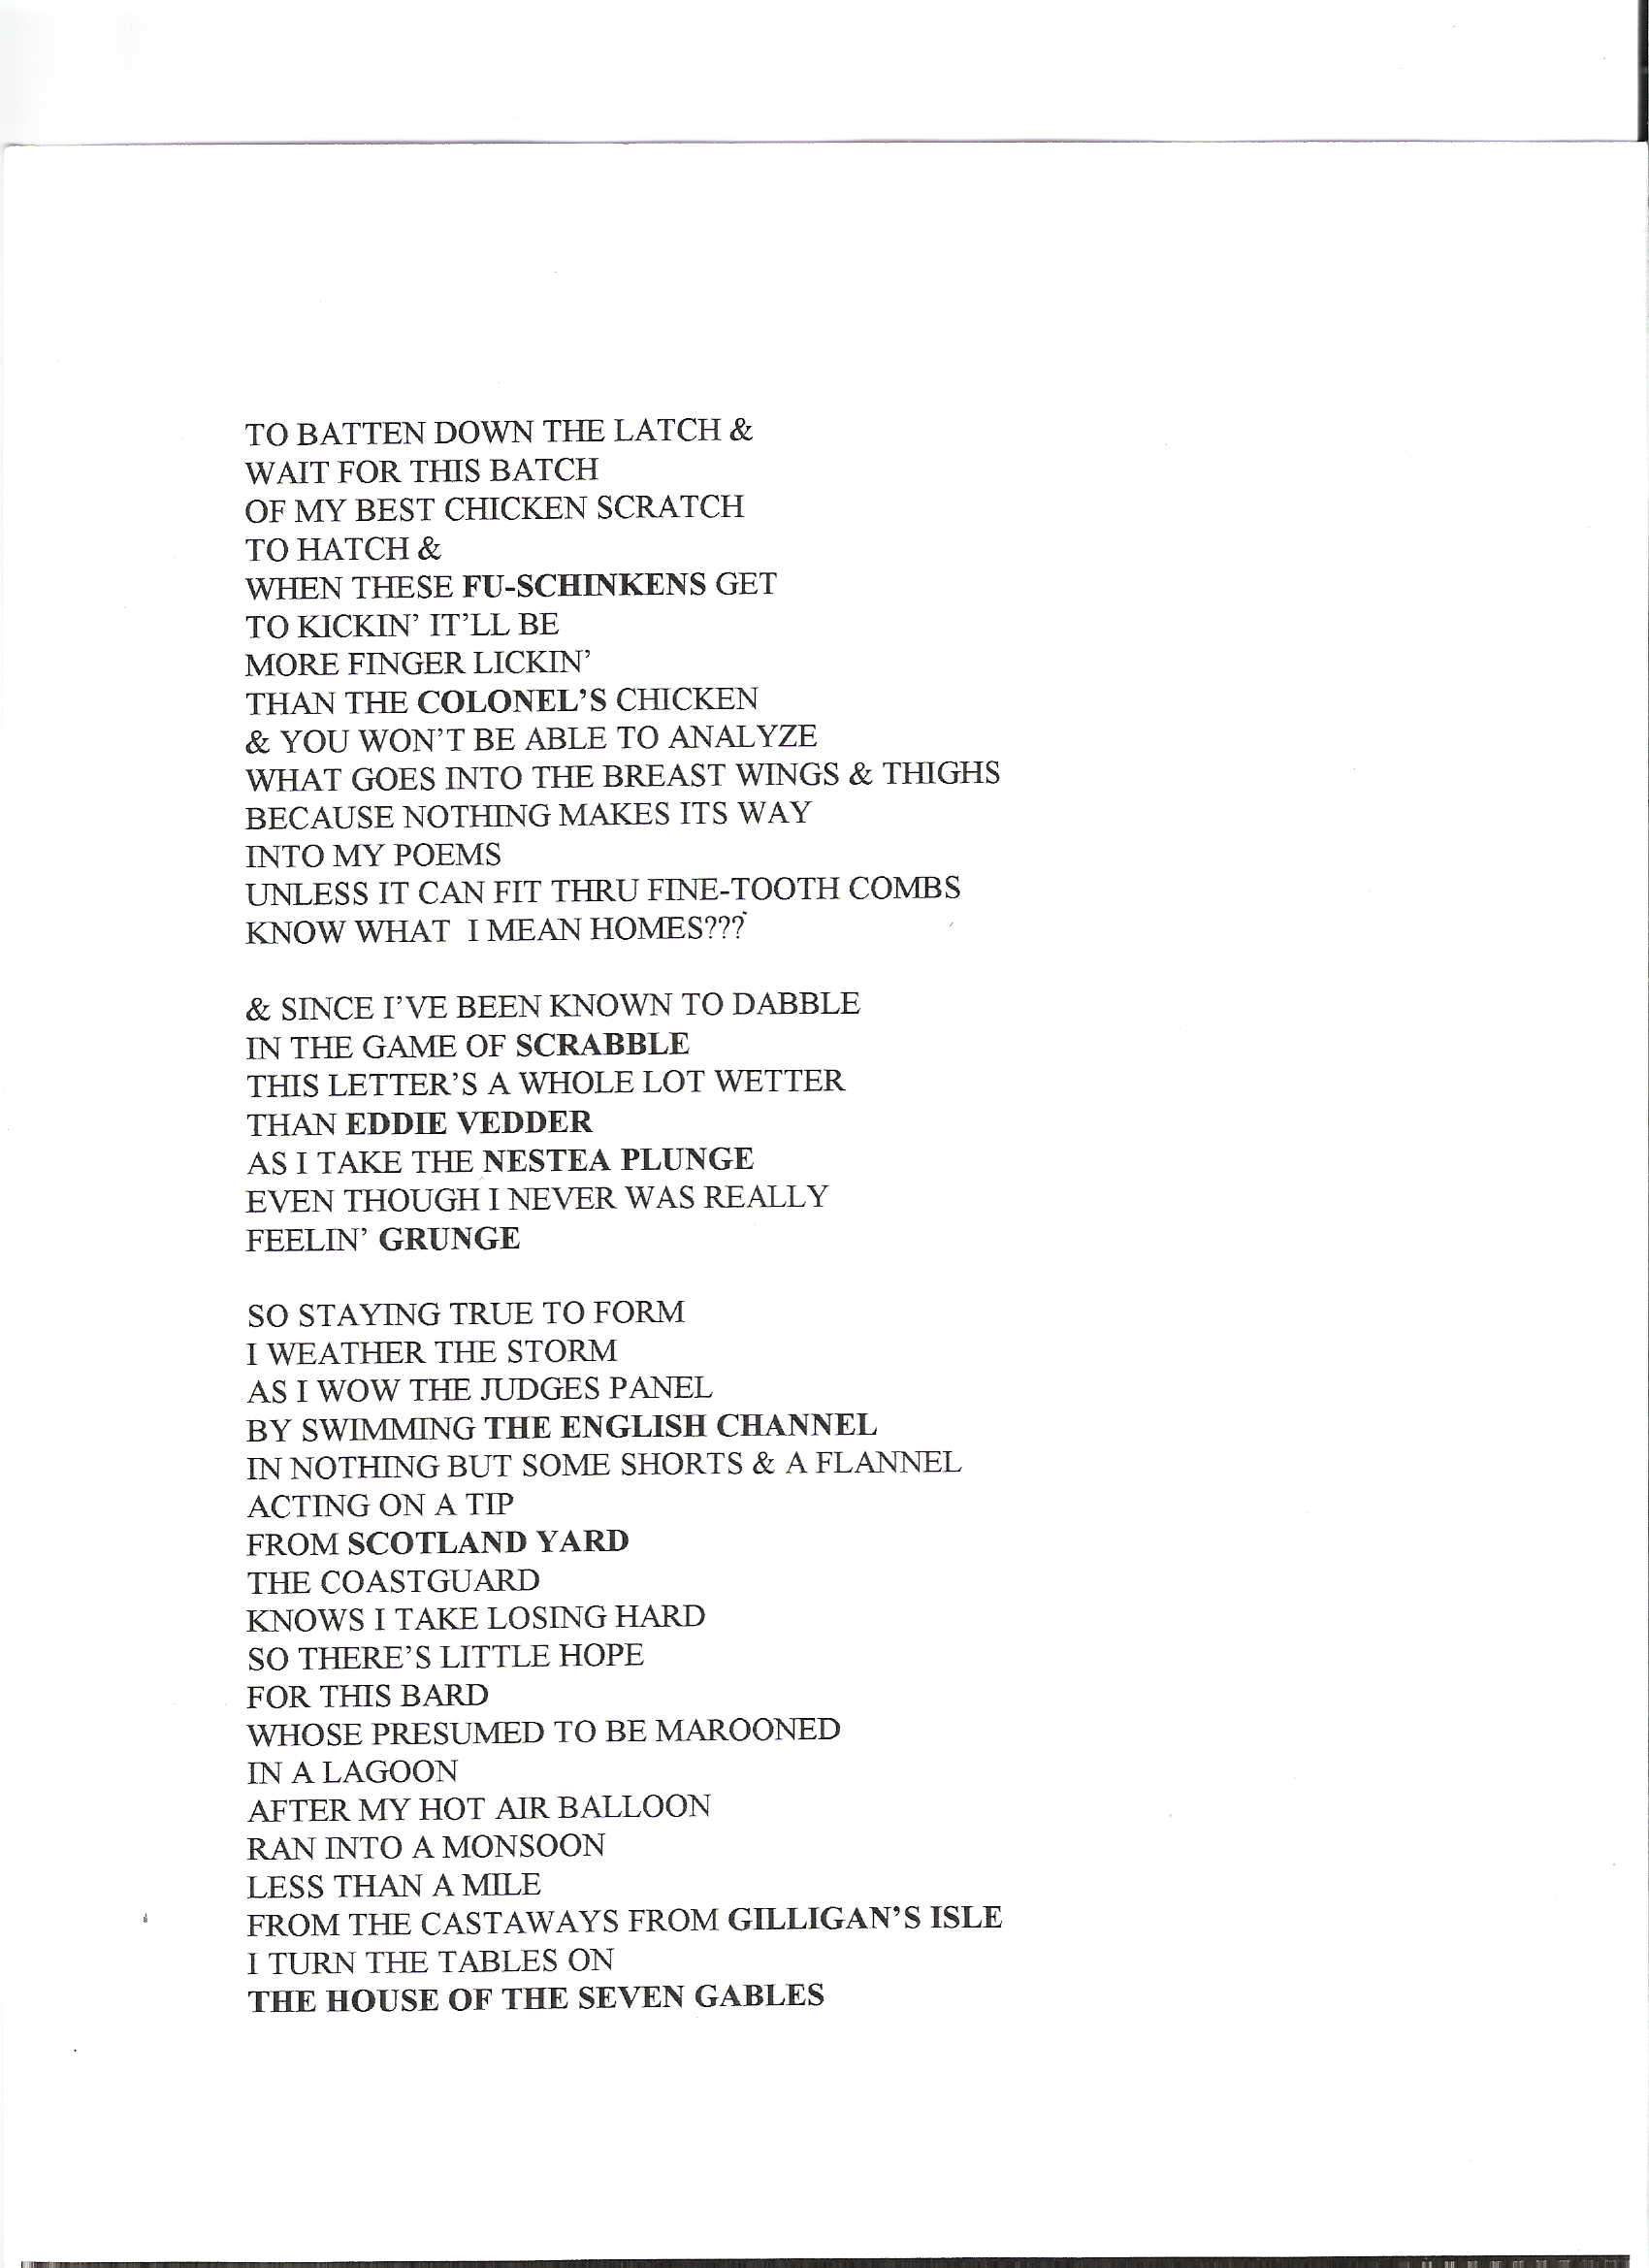 TO BATTEN DOWN THE LATCH &
WAIT FOR THIS BATCH
OF MY BEST CHICKEN SCRATCH
TO HATCH &
WHEN THESE FU-SCHINKENS GET
TO KICKIN' IT'LL BE
MORE FINGER LICKIN'
THAN THE COLONEL'S CHICKEN
& YOU WON'T BE ABLE TO ANALYZE
WHAT GOES INTO THE BREAST WINGS & THIGHS
BECAUSE NOTHING MAKES ITS WAY
INTO MY POEMS
UNLESS IT CAN FIT THRU FINE-TOOTH COMBS
KNOW WHAT I MEAN HOMES???

& SINCE I'VE BEEN KNOWN TO DABBLE
IN THE GAME OF SCRABBLE
THIS LETTER'S A WHOLE LOT WETTER
THAN EDDIE VEDDER
AS I TAKE THE NESTEA PLUNGE
EVEN THOUGH I NEVER WAS REALLY
FEELIN' GRUNGE

SO STAYING TRUE TO FORM
I WEATHER THE STORM
AS I WOW THE JUDGES PANEL
BY SWIMMING THE ENGLISH CHANNEL
IN NOTHING BUT SOME SHORTS & A FLANNEL
ACTING ON A TIP
FROM SCOTLAND YARD
THE COASTGUARD
KNOWS I TAKE LOSING HARD
SO THERE'S LITTLE HOPE
FOR THIS BARD
WHOSE PRESUMED TO BE MAROONED
IN A LAGOON
AFTER MY HOT AIR BALLOON
RAN INTO A MONSOON
LESS THAN A MILE
FROM THE CASTAWAYS FROM GILLIGAN'S ISLE
I TURN THE TABLES ON
THE HOUSE OF THE SEVEN GABLES